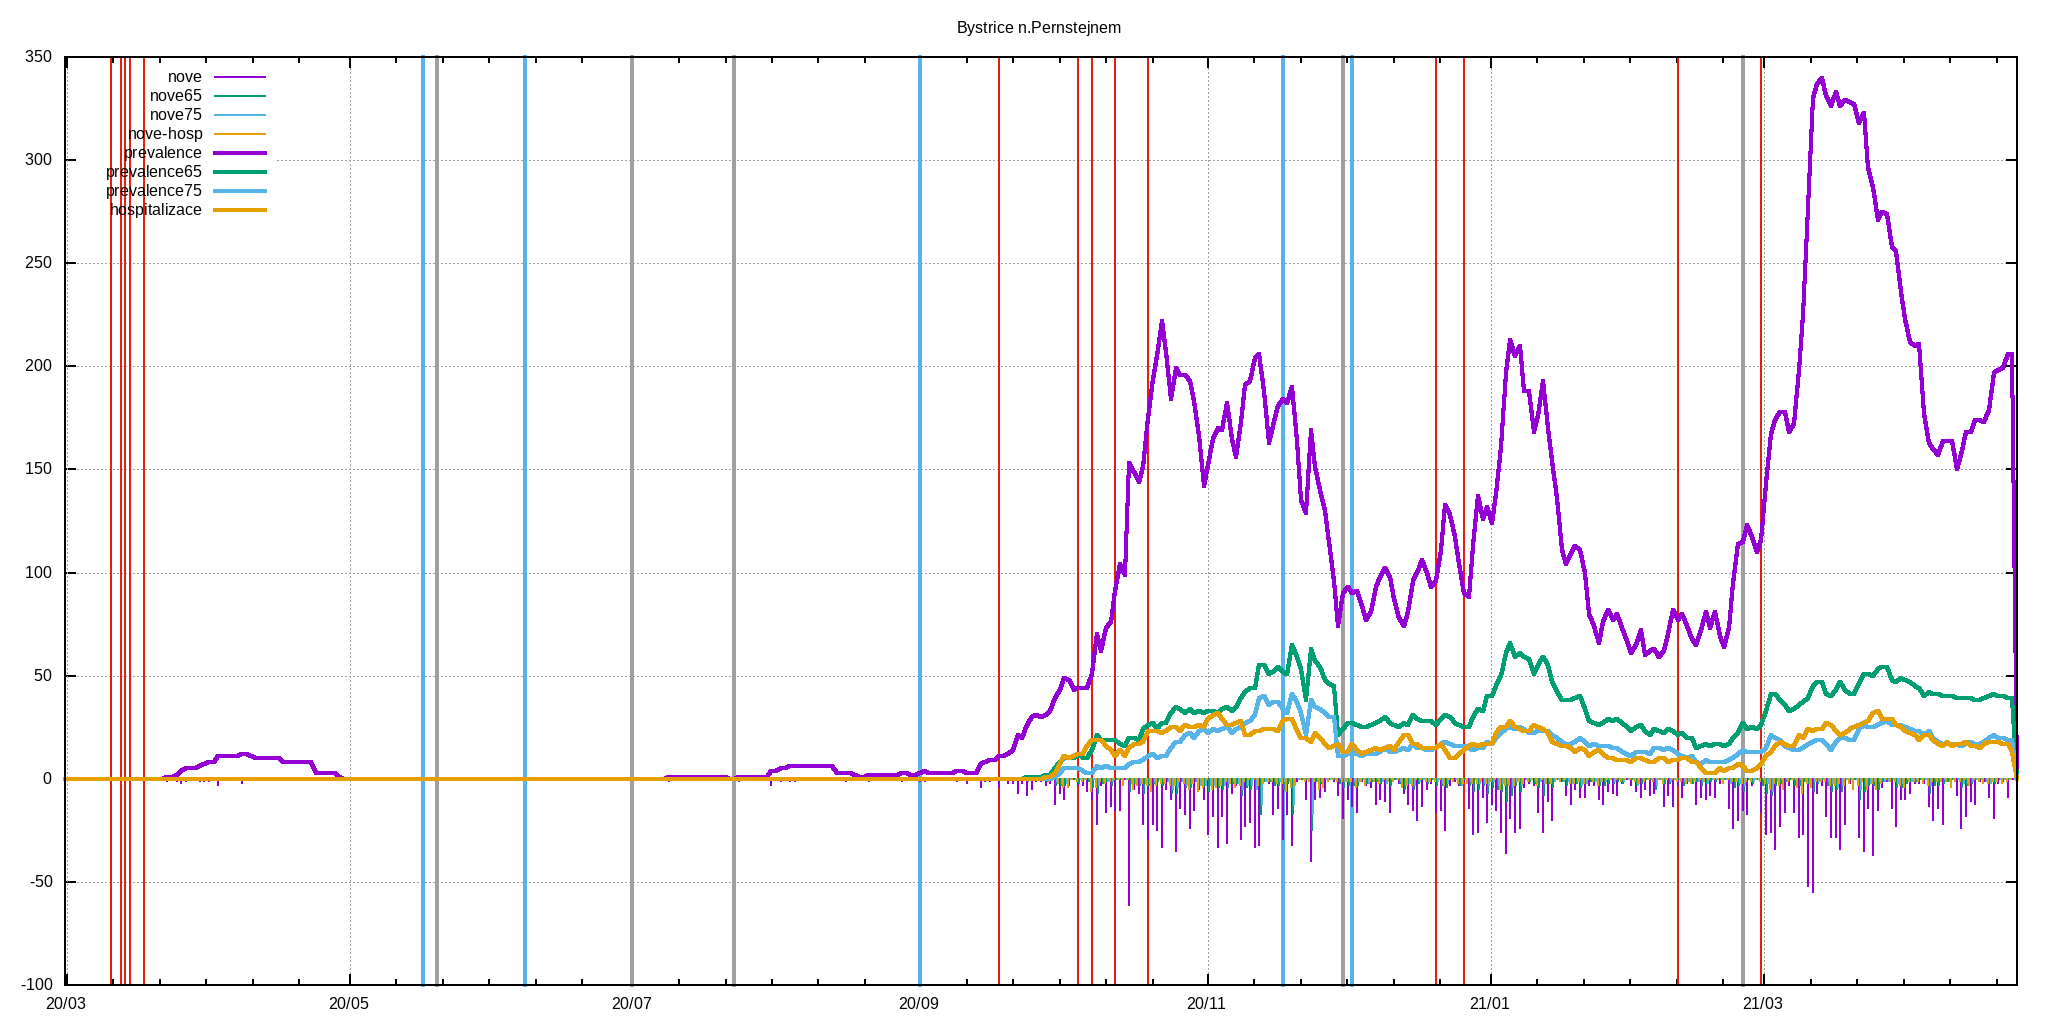 Bystrice n.Pernstejnem
350
300
250
200
150
100
50
0
-50
-100
nove
nove65
nove75
nove-hosp
prevalence
prevalence65
prevalence75
hospitalizace
20/03 20/05 20/07 20/09 20/11 21/01 21/03